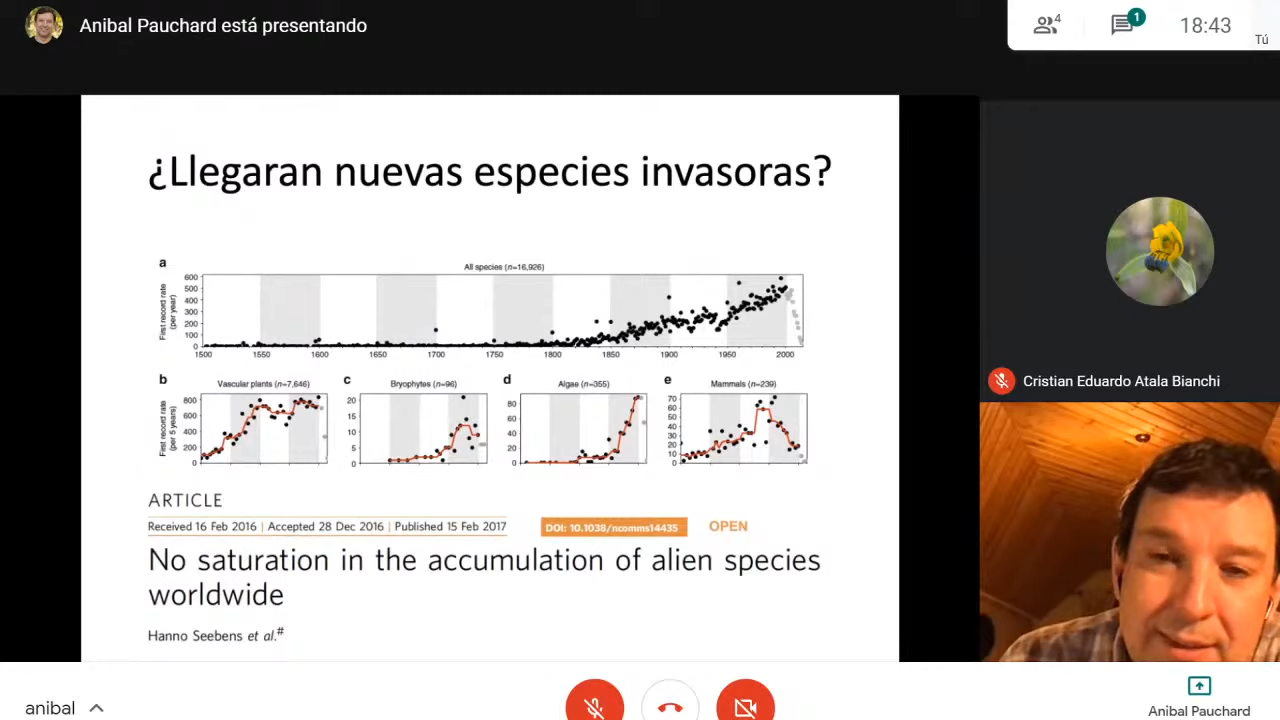 Anibal Pauchard está presentando
4
1
18:43
Tú
¿Llegaran nuevas especies invasoras?
a
All species (n=16,926)
First record rate
(per year)
600
500
400
300
200
100
0
1500 1550 1600 1650 1700 1750 1800 1850 1900 1950 2000
b
Vascular plants (n=7,646)
First record rate
(per 5 years)
800
600
400
200
0
c
Bryophytes (n=96)
20
15
10
5
0
d
Algae (n=355)
80
60
40
20
0
e
Mammals (n=239)
70
60
50
40
30
20
10
0
ARTICLE
Received 16 Feb 2016 | Accepted 28 Dec 2016 | Published 15 Feb 2017
DOI: 10.1038/ncomms14435
OPEN
No saturation in the accumulation of alien species
worldwide
Hanno Seebens et al.#
Cristian Eduardo Atala Bianchi
anibal
Anibal Pauchard